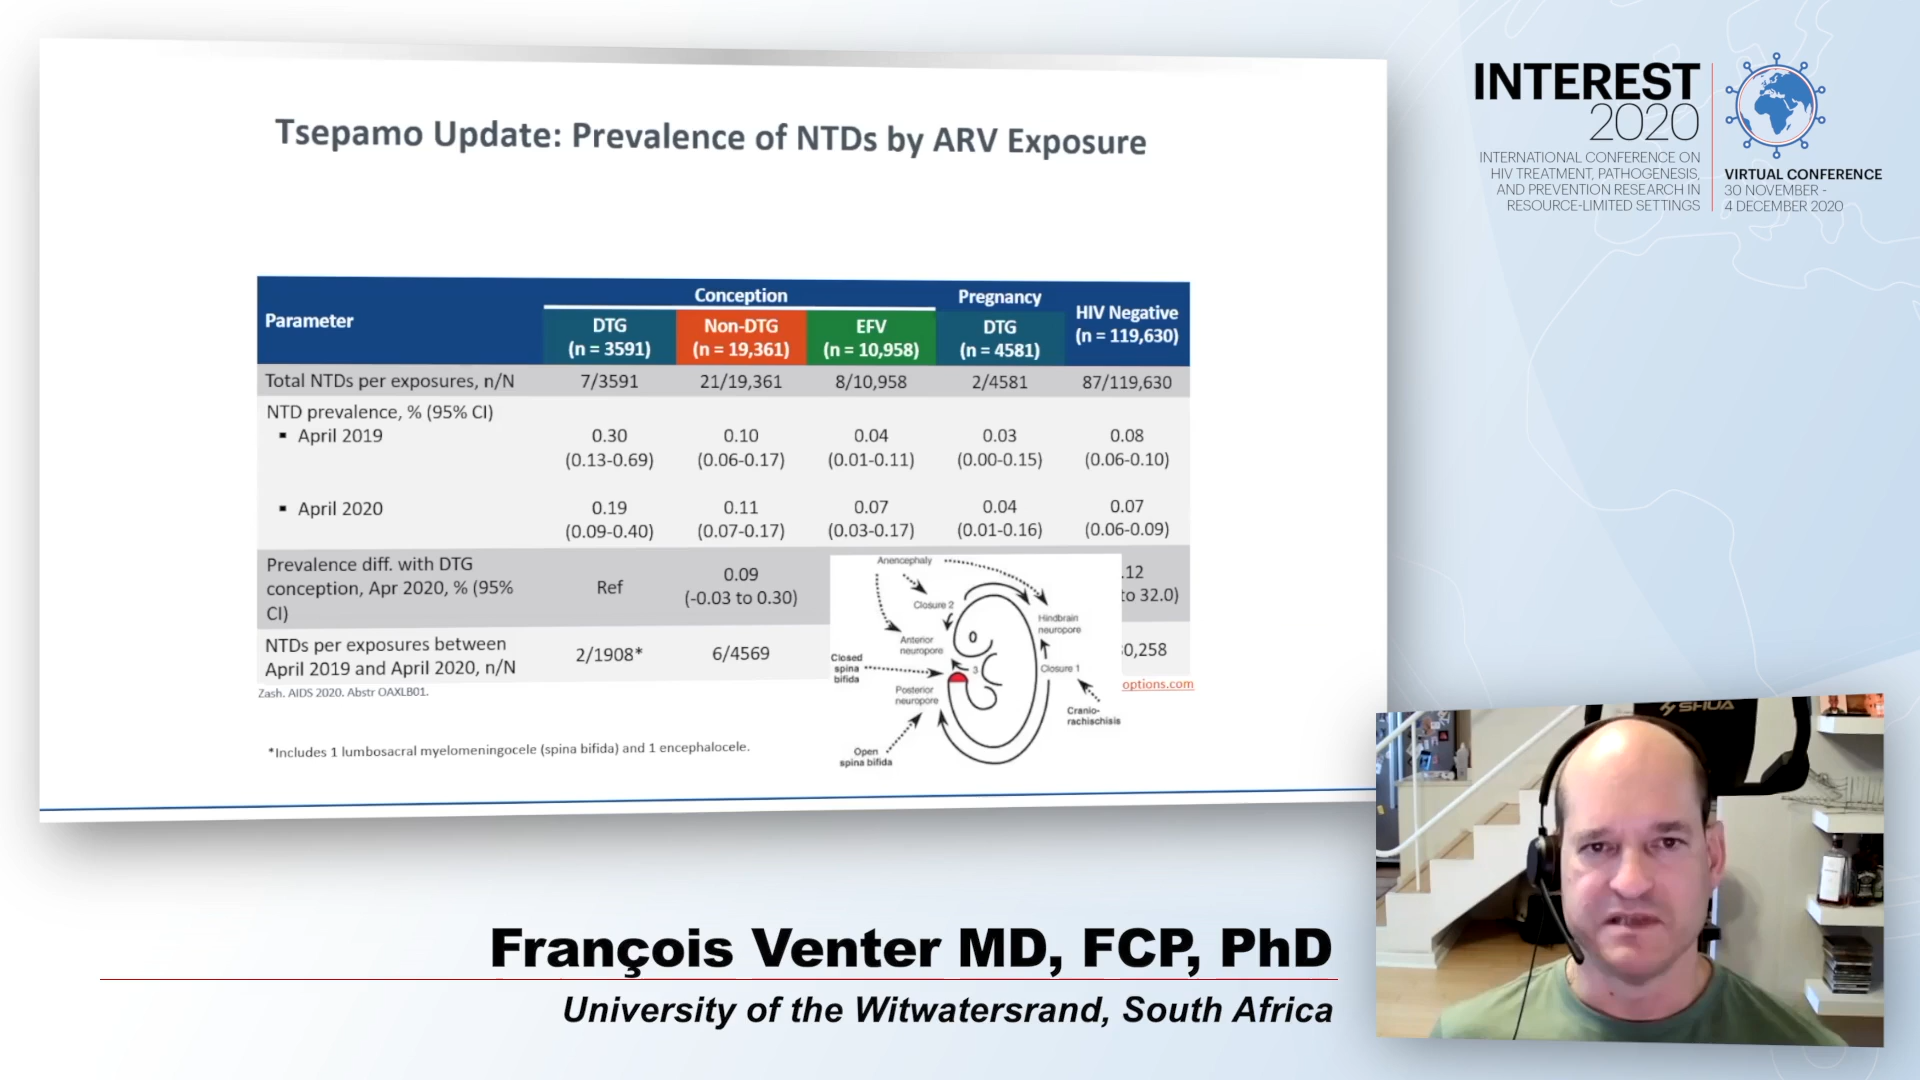 Tsepamo Update: Prevalence of NTDs by ARV Exposure
Parameter
Conception
Pregnancy
HIV Negative
(n = 119,630)
DTG
(n = 3591)
Non-DTG
(n = 19,361)
EFV
(n = 10,958)
DTG
(n = 4581)
Total NTDs per exposures, n/N
7/3591
21/19,361
8/10,958
2/4581
87/119,630
NTD prevalence, % (95% CI)
▪ April 2019
0.30
(0.13-0.69)
0.10
(0.06-0.17)
0.04
(0.01-0.11)
0.03
(0.00-0.15)
0.08
(0.06-0.10)
▪ April 2020
0.19
(0.09-0.40)
0.11
(0.07-0.17)
0.07
(0.03-0.17)
0.04
(0.01-0.16)
0.07
(0.06-0.09)
Prevalence diff. with DTG
conception, Apr 2020, % (95%
CI)
Ref
0.09
(-0.03 to 0.30)
.12
to 32.0)
NTDs per exposures between
April 2019 and April 2020, n/N
2/1908*
6/4569
0,258
Zash. AIDS 2020. Abstr OAXLB01.
options.com
*Includes 1 lumbosacral myelomeningocele (spina bifida) and 1 encephalocele.
Anencephaly
Closure 2
Hindbrain
neuropore
Anterior
neuropore
Closed
spina
bifida
3
Closure 1
Posterior
neuropore
Cranio-
rachischisis
Open
spina bifida
INTEREST
2020
INTERNATIONAL CONFERENCE ON
HIV TREATMENT, PATHOGENESIS,
AND PREVENTION RESEARCH IN
RESOURCE-LIMITED SETTINGS
VIRTUAL CONFERENCE
30 NOVEMBER -
4 DECEMBER 2020
SHUA
François Venter MD, FCP, PhD
University of the Witwatersrand, South Africa